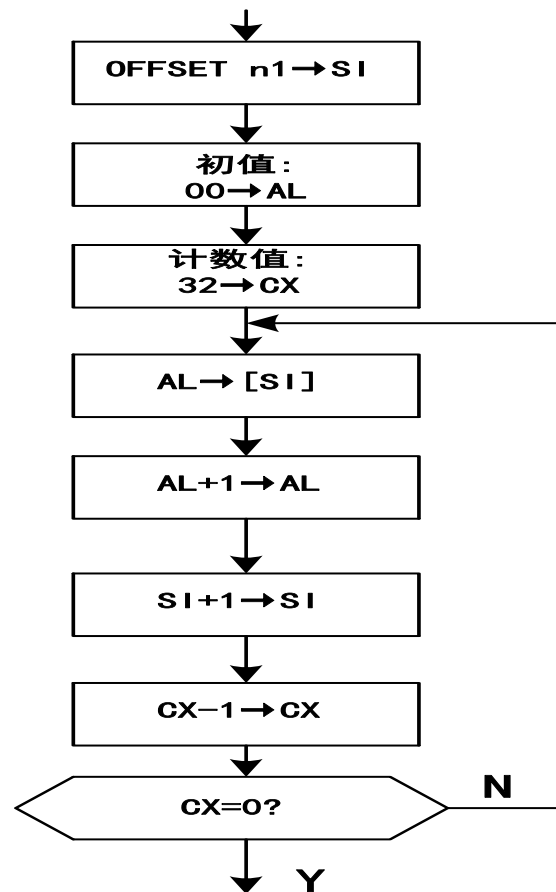 OFFSET n1→SI
初值:
00→AL
计数值:
32→CX
AL→[SI]
AL+1→AL
SI+1→SI
CX-1→CX
CX=0?
N
Y